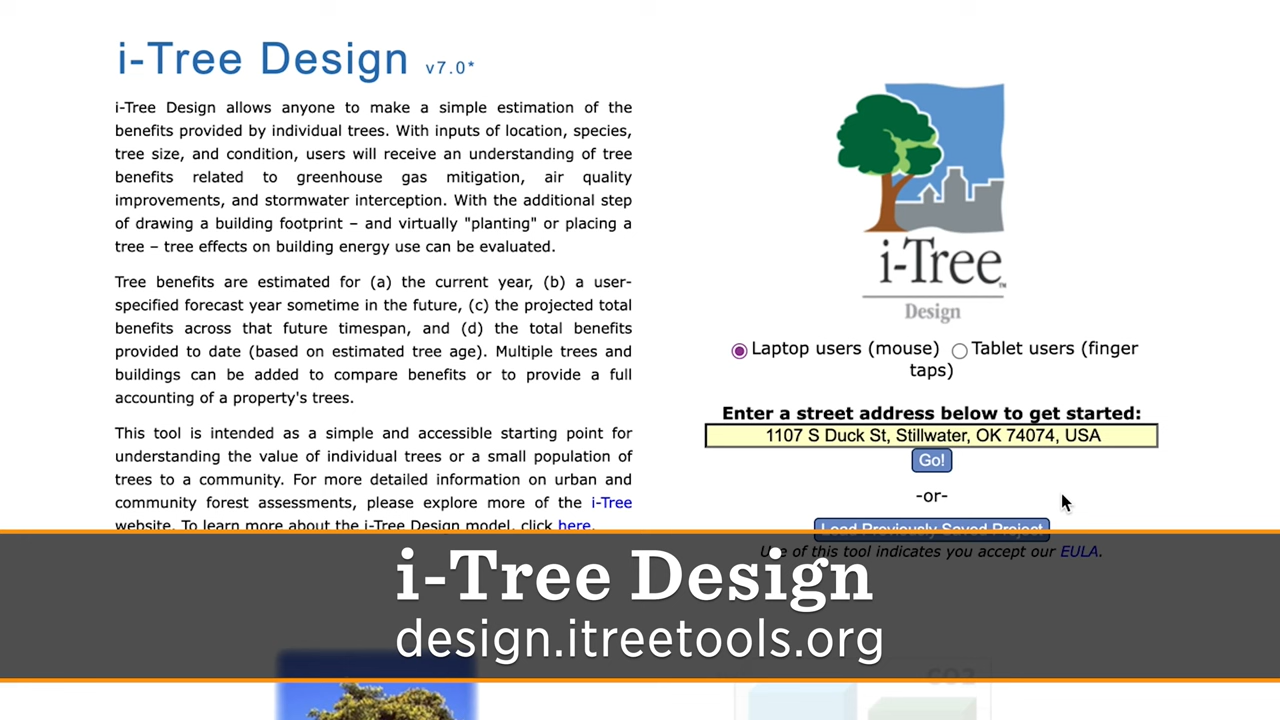 i-Tree Design v7.0*
i-Tree Design allows anyone to make a simple estimation of the
benefits provided by individual trees. With inputs of location, species,
tree size, and condition, users will receive an understanding of tree
benefits related to greenhouse gas mitigation, air quality
improvements, and stormwater interception. With the additional step
of drawing a building footprint – and virtually "planting" or placing a
tree – tree effects on building energy use can be evaluated.
Tree benefits are estimated for (a) the current year, (b) a user-
specified forecast year sometime in the future, (c) the projected total
benefits across that future timespan, and (d) the total benefits
provided to date (based on estimated tree age). Multiple trees and
buildings can be added to compare benefits or to provide a full
accounting of a property's trees.
This tool is intended as a simple and accessible starting point for
understanding the value of individual trees or a small population of
trees to a community. For more detailed information on urban and
community forest assessments, please explore more of the i-Tree
website. To learn more about the i-Tree Design model, click here.
i-Tree™
Design
Laptop users (mouse) Tablet users (finger
taps)
Enter a street address below to get started:
1107 S Duck St, Stillwater, OK 74074, USA
Go!
-or-
Load Previously Saved Project
Use of this tool indicates you accept our EULA.
i-Tree Design
design.itreetools.org
CO2